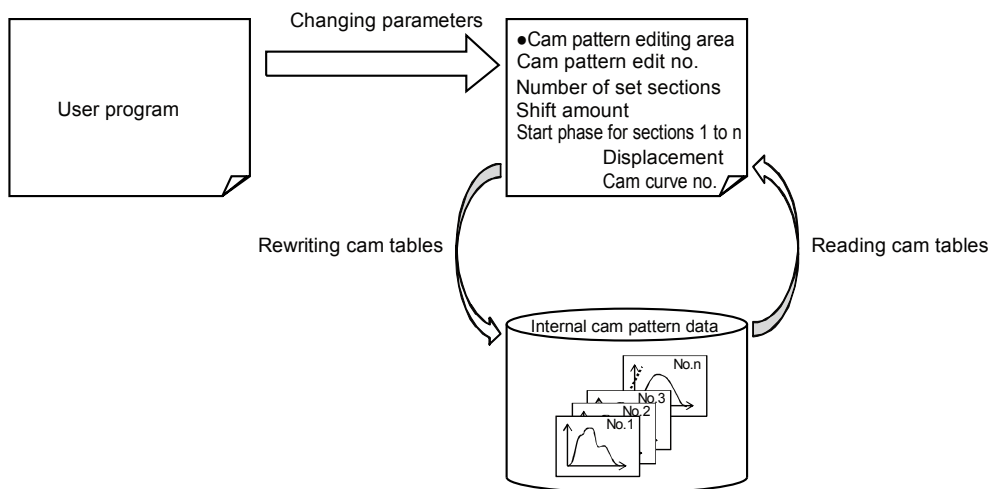 Changing parameters
User program
●Cam pattern editing area
Cam pattern edit no.
Number of set sections
Shift amount
Start phase for sections 1 to n
Displacement
Cam curve no.
Rewriting cam tables
Reading cam tables
Internal cam pattern data
No.n
No.3
No.2
No.1